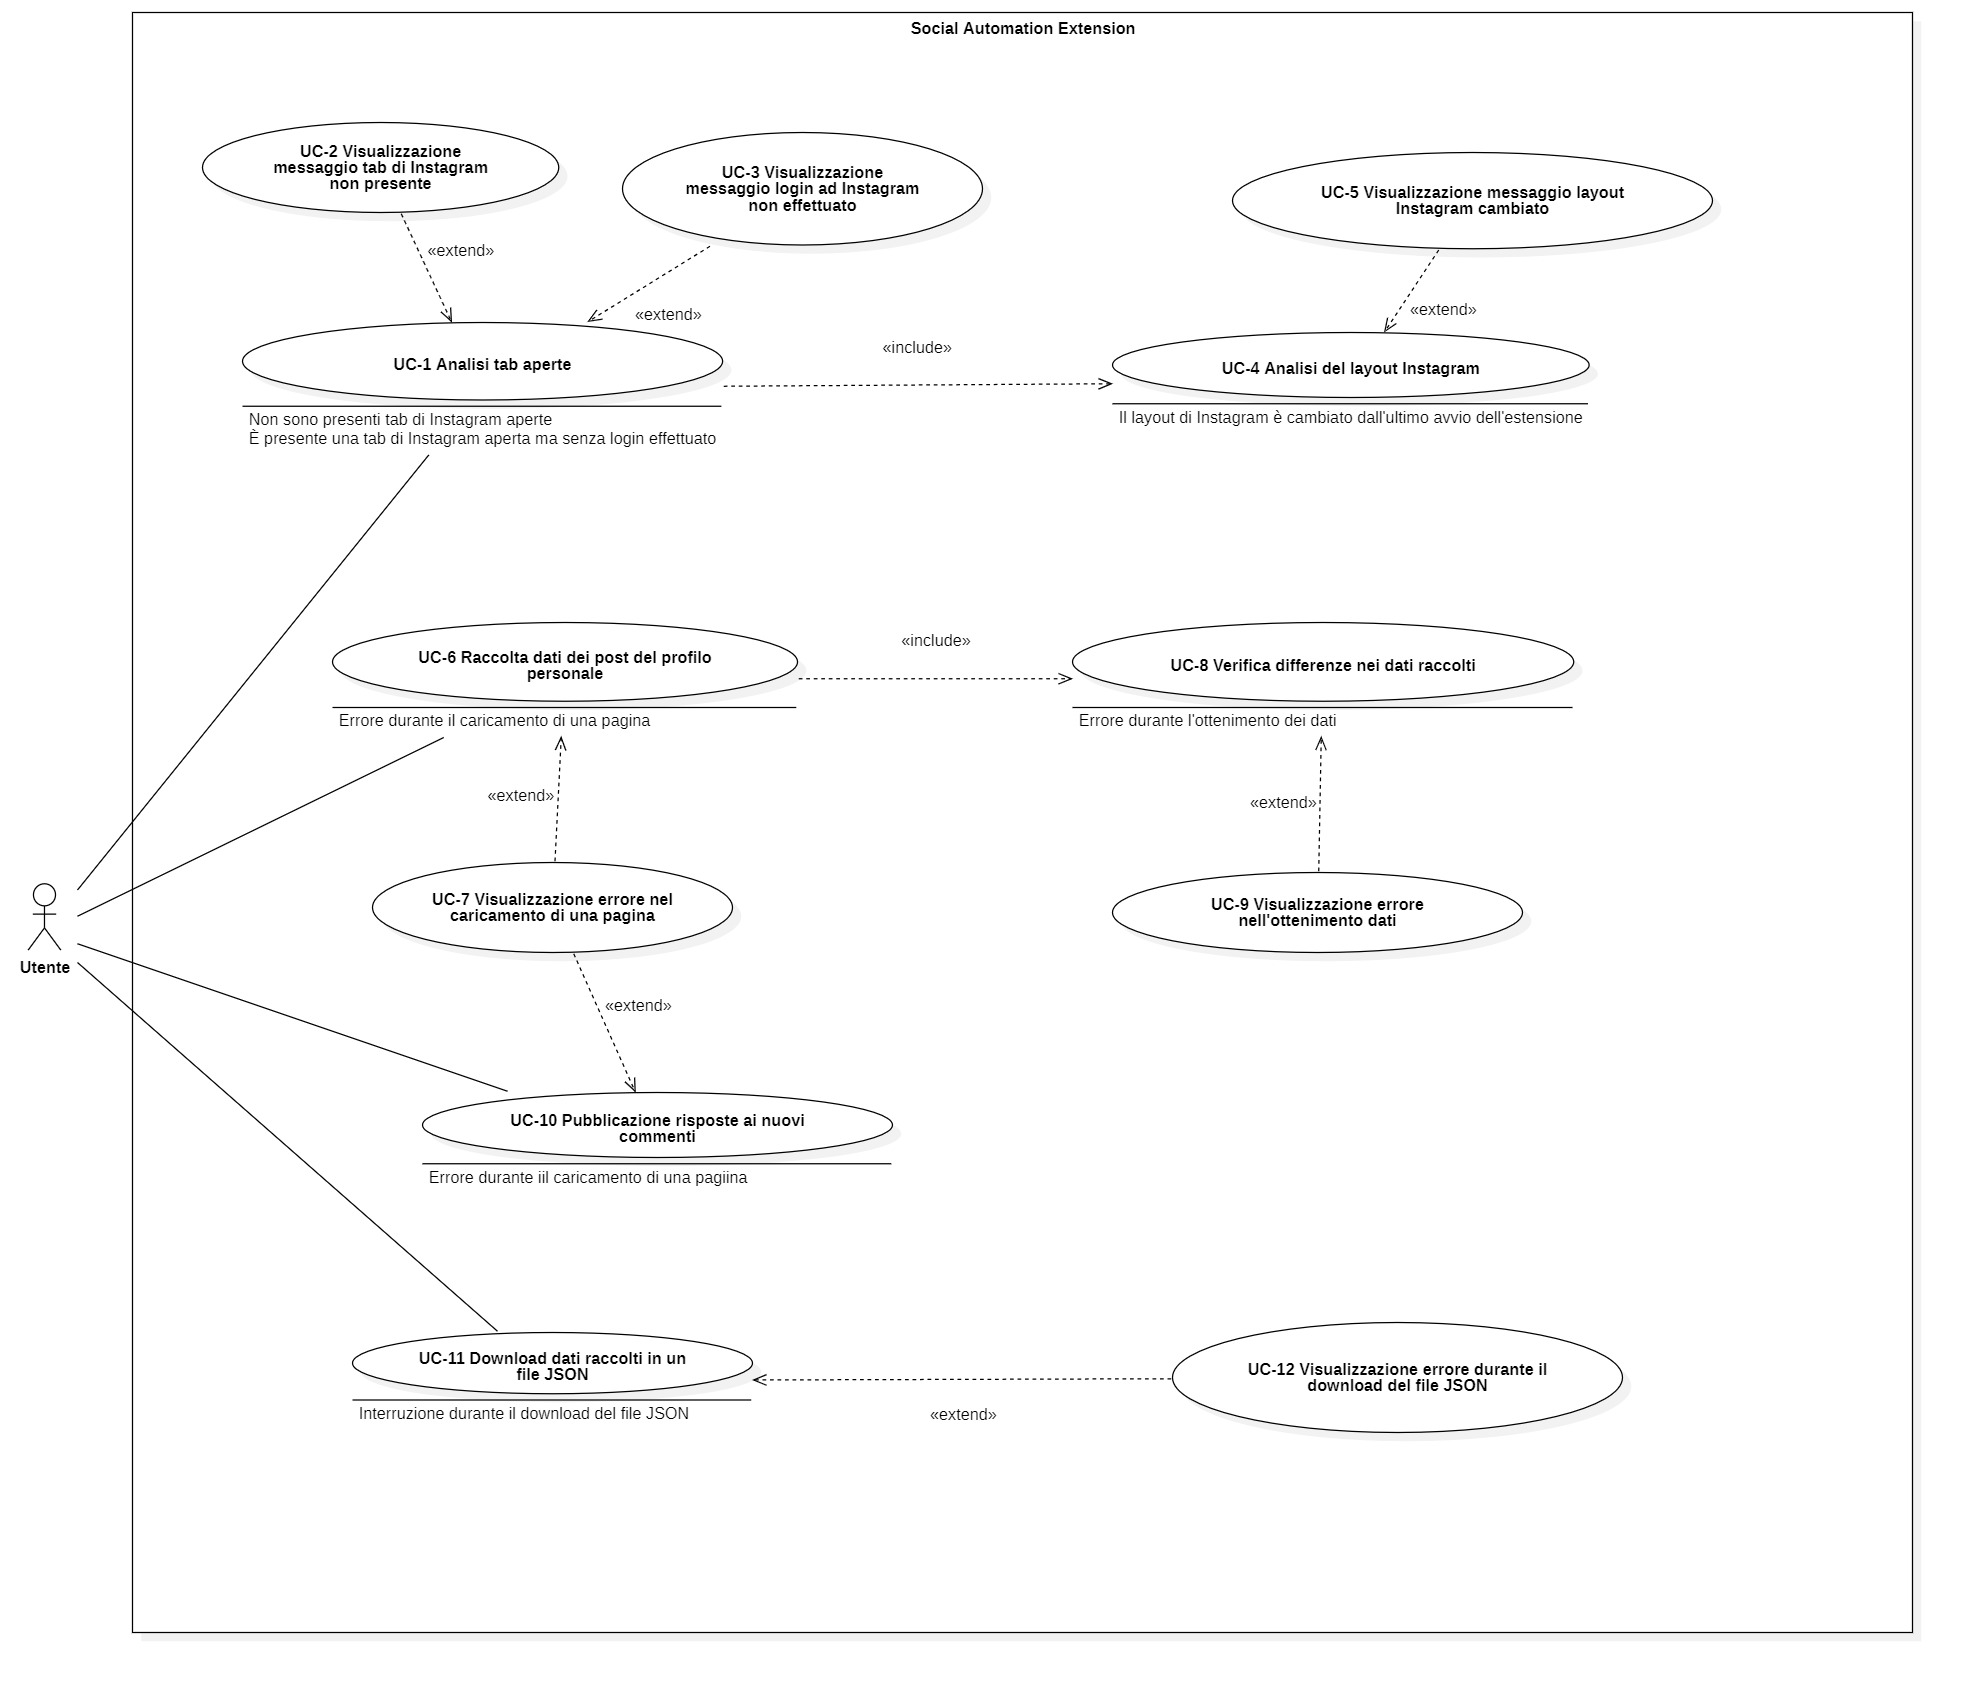 Social Automation Extension
UC-2 Visualizzazione
messaggio tab di Instagram
non presente
UC-3 Visualizzazione
messaggio login ad Instagram
non effettuato
UC-5 Visualizzazione messaggio layout
Instagram cambiato
«extend»
«extend»
«extend»
UC-1 Analisi tab aperte
«include»
UC-4 Analisi del layout Instagram
Non sono presenti tab di Instagram aperte
È presente una tab di Instagram aperta ma senza login effettuato
Il layout di Instagram è cambiato dall'ultimo avvio dell'estensione
UC-6 Raccolta dati dei post del profilo
personale
«include»
UC-8 Verifica differenze nei dati raccolti
Errore durante il caricamento di una pagina
Errore durante l'ottenimento dei dati
«extend»
«extend»
UC-7 Visualizzazione errore nel
caricamento di una pagina
UC-9 Visualizzazione errore
nell'ottenimento dati
Utente
«extend»
UC-10 Pubblicazione risposte ai nuovi
commenti
Errore durante iil caricamento di una pagiina
UC-11 Download dati raccolti in un
file JSON
Interruzione durante il download del file JSON
«extend»
UC-12 Visualizzazione errore durante il
download del file JSON